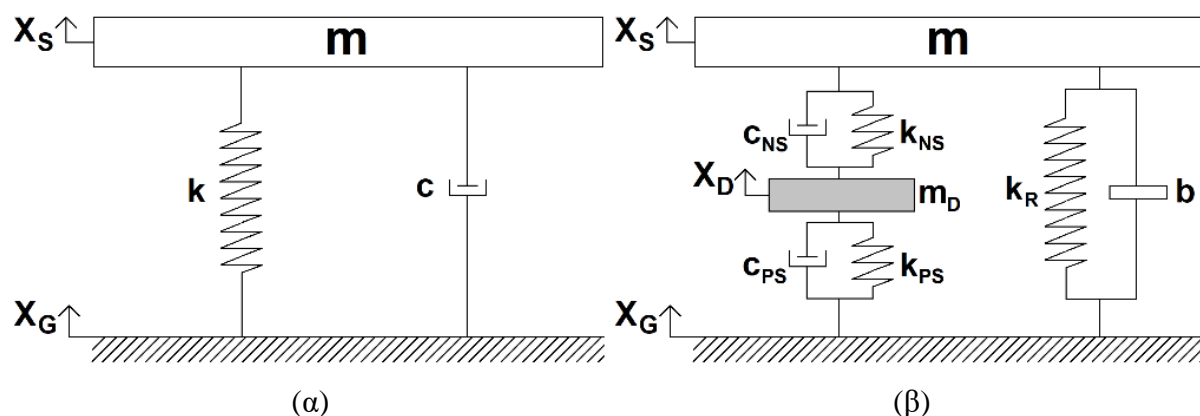 X_S m
k c
X_G
(α)
X_S m
c_NS k_NS
X_D m_D k_R b
c_PS k_PS
X_G
(β)